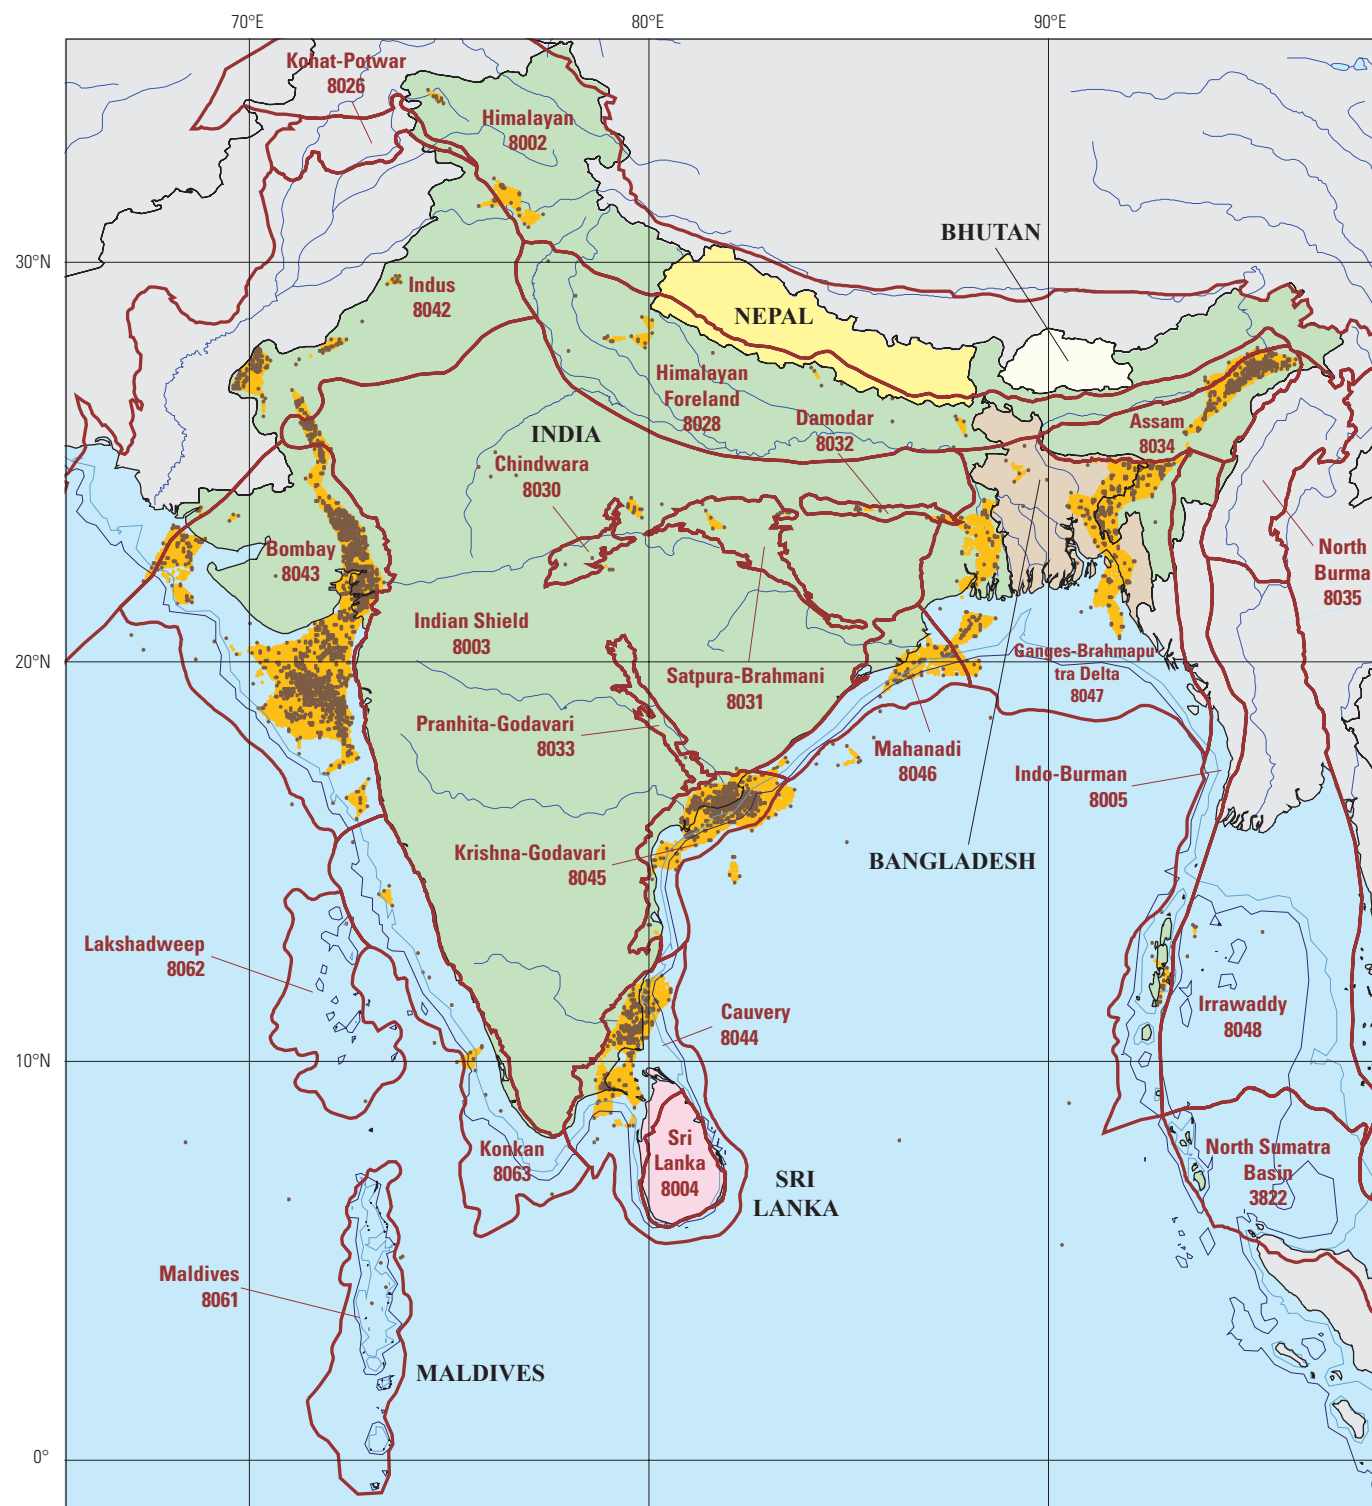 70°E
80°E
90°E
Kohat-Potwar
8026
Himalayan
8002
BHUTAN
30°N
Indus
8042
NEPAL
Himalayan
Foreland
8028
Damodar
8032
Assam
8034
INDIA
Chindwara
8030
Bombay
8043
North
Burma
8035
Indian Shield
8003
20°N
Satpura-Brahmani
8031
Ganges-Brahmapu
tra Delta
8047
Pranhita-Godavari
8033
Mahanadi
8046
Indo-Burman
8005
Krishna-Godavari
8045
BANGLADESH
Lakshadweep
8062
Cauvery
8044
Irrawaddy
8048
10°N
Konkan
8063
Sri
Lanka
8004
SRI
LANKA
North Sumatra
Basin
3822
Maldives
8061
MALDIVES
0°